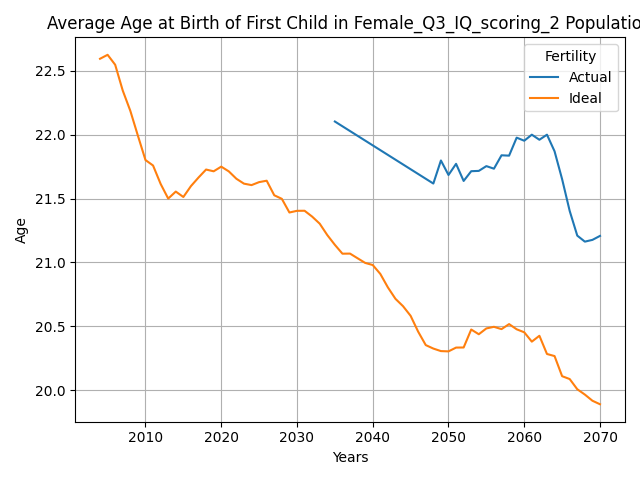 Average Age at Birth of First Child in Female_Q3_IQ_scoring_2 Populatio
Fertility
Actual
Ideal
22.5
22.0
21.5
21.0
20.5
20.0
Age
2010 2020 2030 2040 2050 2060 2070
Years